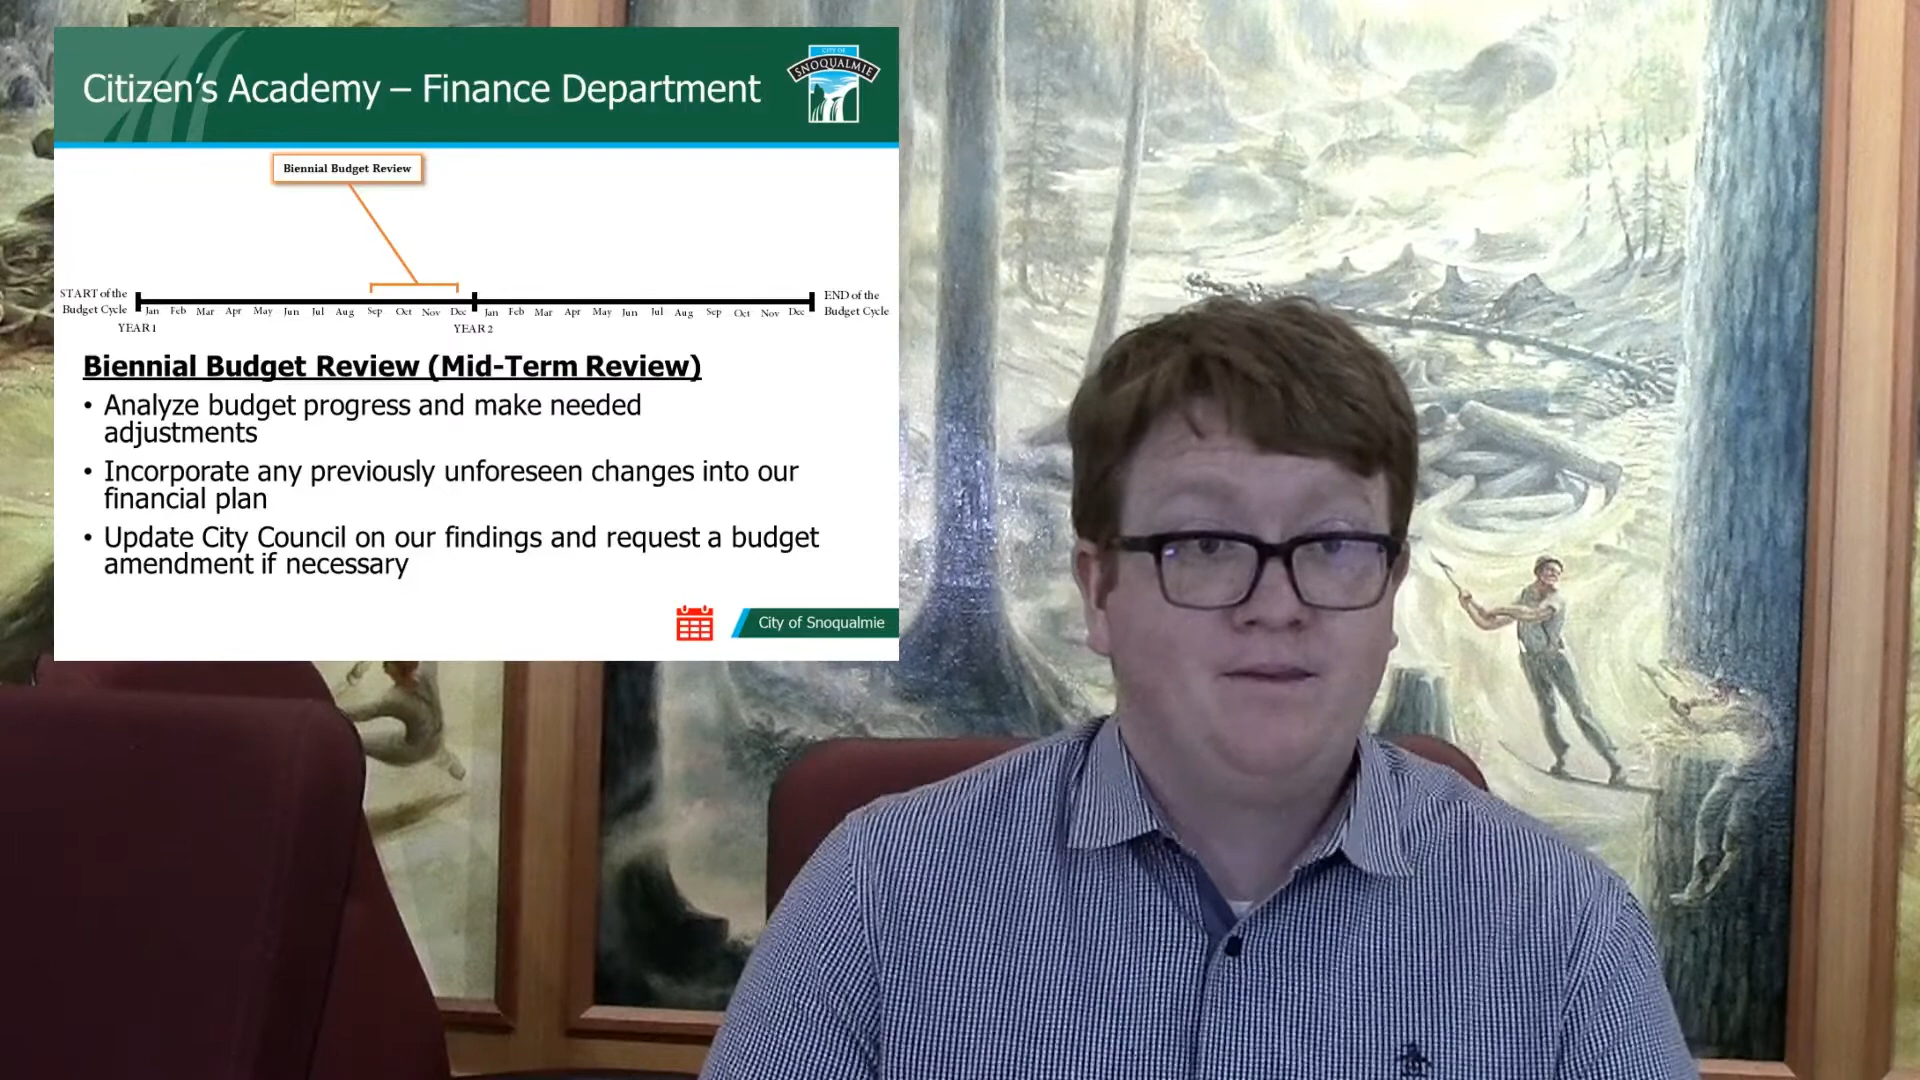 Citizen's Academy – Finance Department
CITY OF
SNOQUALMIE
Biennial Budget Review
START of the
Budget Cycle
END of the
Budget Cycle
Jan Feb Mar Apr May Jun Jul Aug Sep Oct Nov Dec Jan Feb Mar Apr May Jun Jul Aug Sep Oct Nov Dec
YEAR 1
YEAR 2
Biennial Budget Review (Mid-Term Review)
• Analyze budget progress and make needed
adjustments
• Incorporate any previously unforeseen changes into our
financial plan
• Update City Council on our findings and request a budget
amendment if necessary
City of Snoqualmie